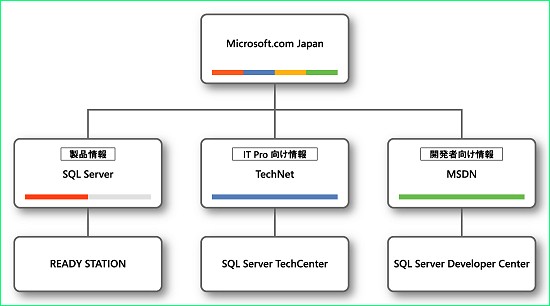 Microsoft.com Japan
製品情報
SQL Server
IT Pro 向け情報
TechNet
開発者向け情報
MSDN
READY STATION
SQL Server TechCenter
SQL Server Developer Center